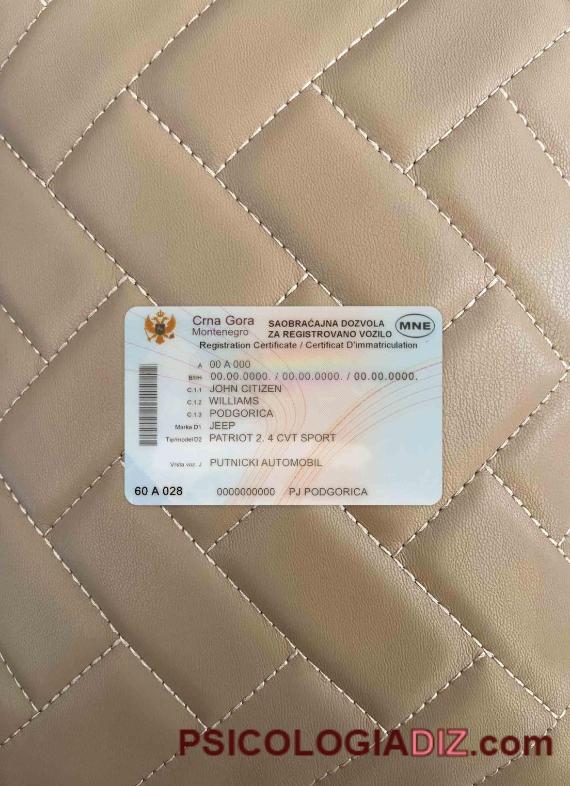 Crna Gora
Montenegro
SAOBRAĆAJNA DOZVOLA
ZA REGISTROVANO VOZILO
MNE
Registration Certificate / Certificat D'immatriculation
A 00 A 000
B/I/H 00.00.0000. / 00.00.0000. / 00.00.0000.
C.1.1 JOHN CITIZEN
C.1.2 WILLIAMS
C.1.3 PODGORICA
Marka D1 JEEP
Tip/model D2 PATRIOT 2. 4 CVT SPORT
Vrsta voz. J PUTNICKI AUTOMOBIL
60 A 028 0000000000 PJ PODGORICA
PSICOLOGIADIZ.com